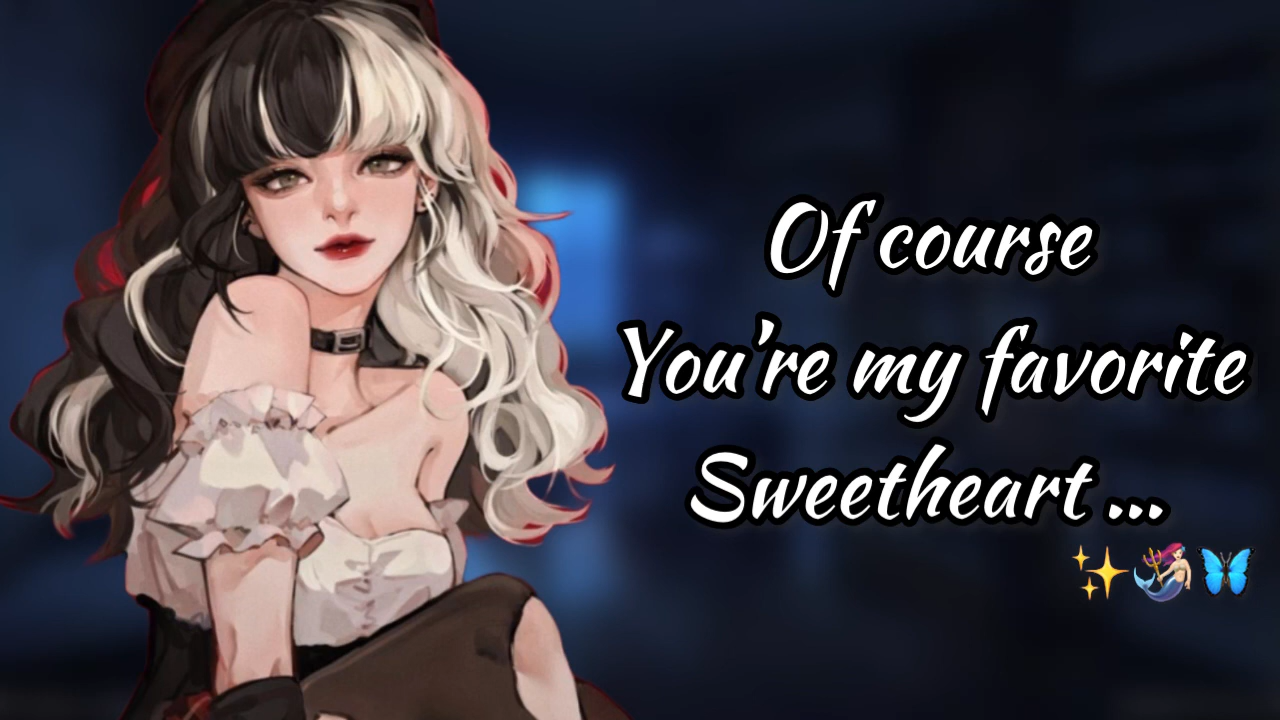 Of course
You're my favorite
Sweetheart ...
✨🧜‍♀️🦋